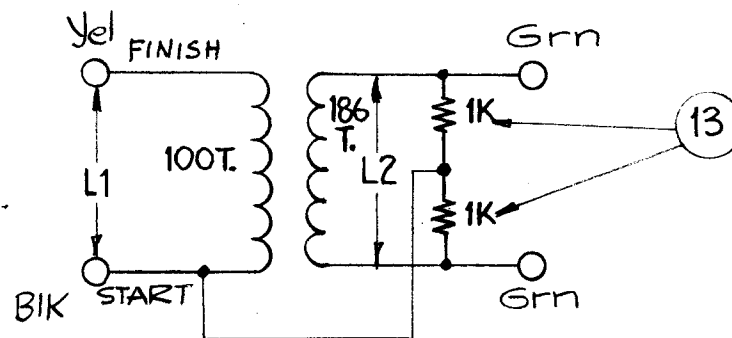 Yel
FINISH
Grn
186
T.
1K
13
100T.
L1
L2
1K
BlK
START
Grn